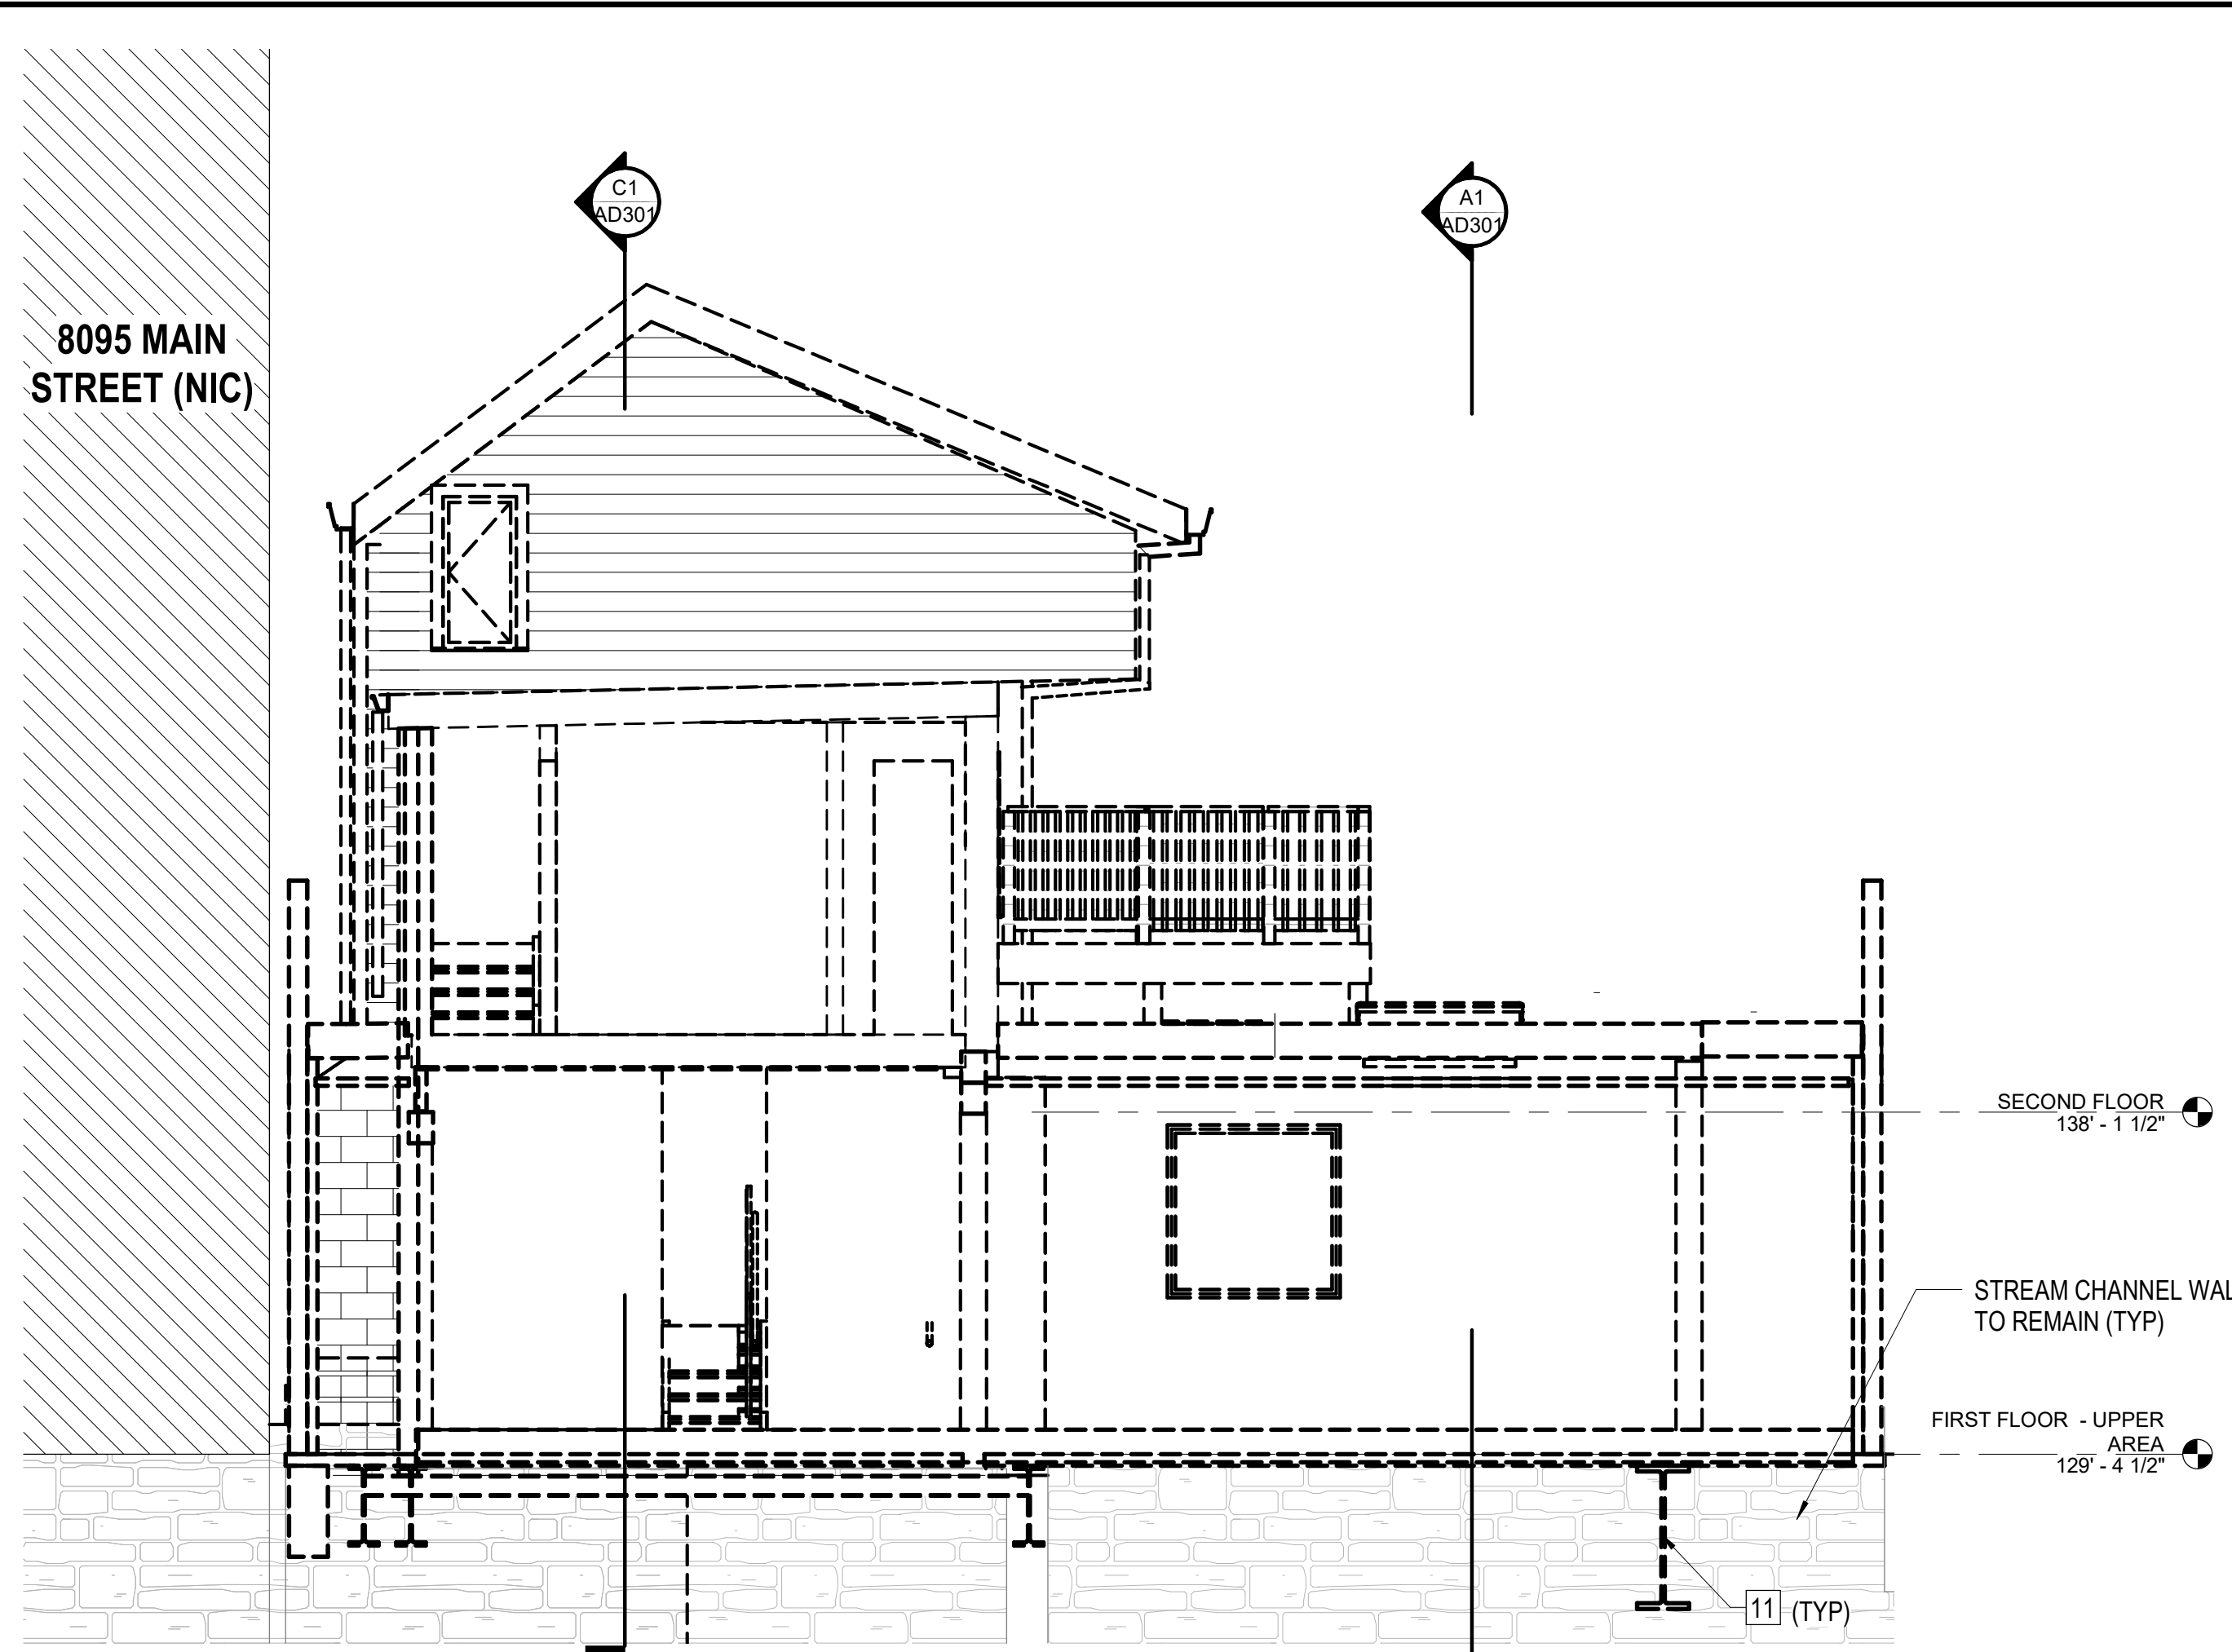 C1
AD301
A1
AD301
8095 MAIN
STREET (NIC)
SECOND FLOOR
138' - 1 1/2"
STREAM CHANNEL WAL
TO REMAIN (TYP)
FIRST FLOOR - UPPER
AREA
129' - 4 1/2"
11 (TYP)